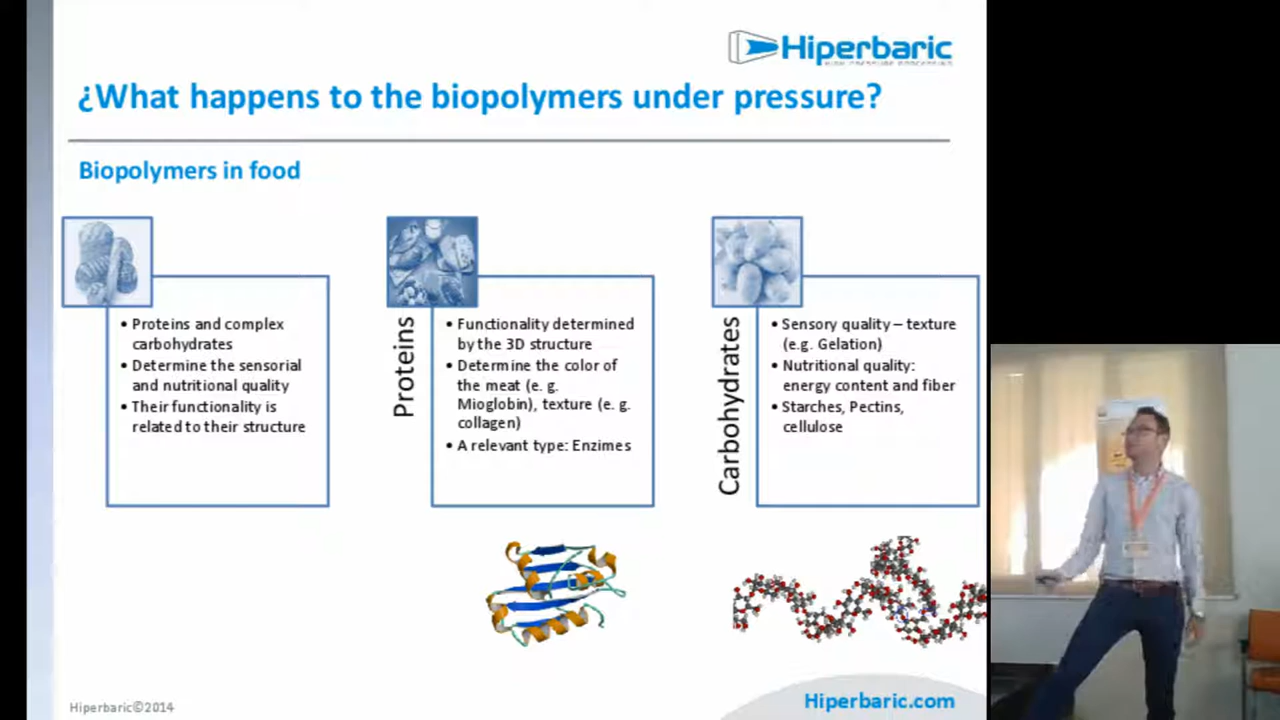 Hiperbaric
HIGH PRESSURE PROCESSING
¿What happens to the biopolymers under pressure?
Biopolymers in food
• Proteins and complex
carbohydrates
• Determine the sensorial
and nutritional quality
• Their functionality is
related to their structure
Proteins
• Functionality determined
by the 3D structure
• Determine the color of
the meat (e. g.
Mioglobin), texture (e. g.
collagen)
• A relevant type: Enzimes
Carbohydrates
• Sensory quality – texture
(e.g. Gelation)
• Nutritional quality:
energy content and fiber
• Starches, Pectins,
cellulose
Hiperbaric©2014
Hiperbaric.com